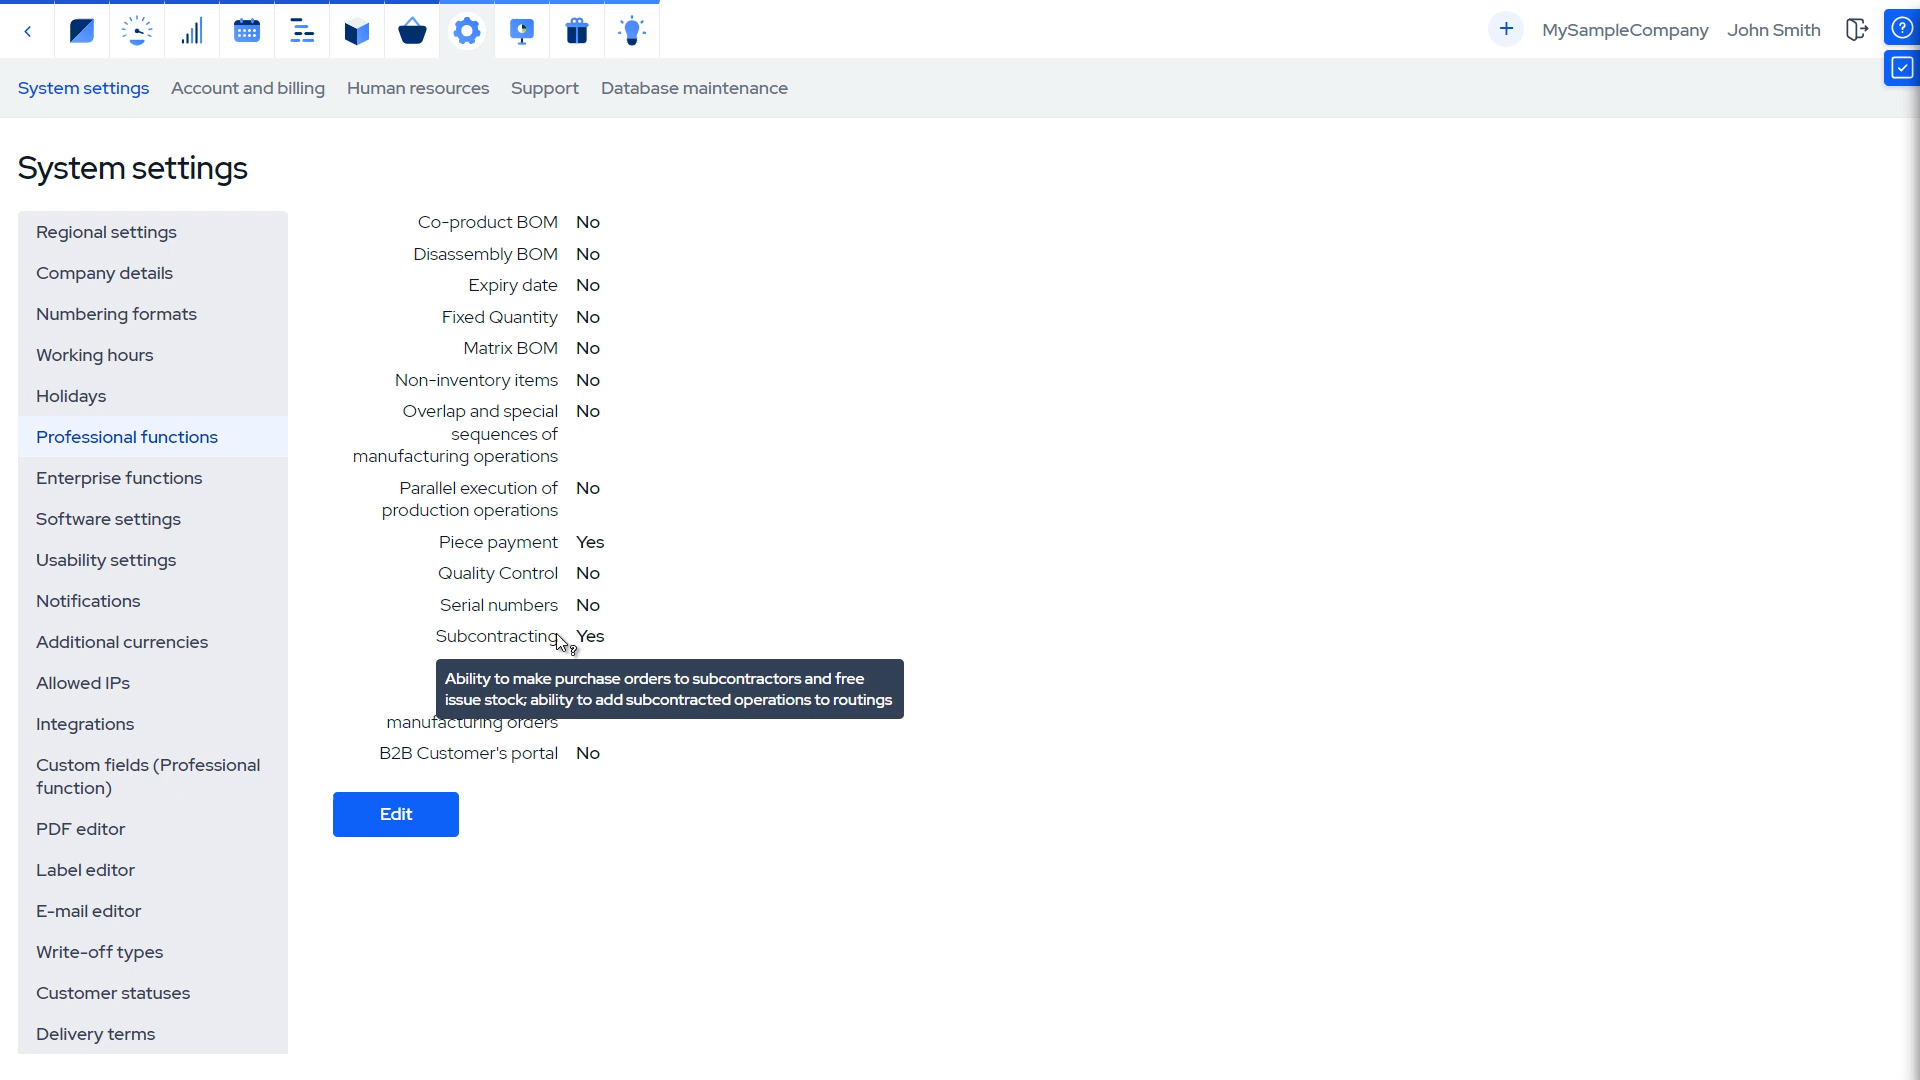 MySampleCompany John Smith
System settings Account and billing Human resources Support Database maintenance
System settings
Regional settings
Company details
Numbering formats
Working hours
Holidays
Professional functions
Enterprise functions
Software settings
Usability settings
Notifications
Additional currencies
Allowed IPs
Integrations
Custom fields (Professional
function)
PDF editor
Label editor
E-mail editor
Write-off types
Customer statuses
Delivery terms
Co-product BOM No
Disassembly BOM No
Expiry date No
Fixed Quantity No
Matrix BOM No
Non-inventory items No
Overlap and special No
sequences of
manufacturing operations
Parallel execution of No
production operations
Piece payment Yes
Quality Control No
Serial numbers No
Subcontracting Yes
Ability to make purchase orders to subcontractors and free
issue stock; ability to add subcontracted operations to routings
manufacturing orders
B2B Customer's portal No
Edit